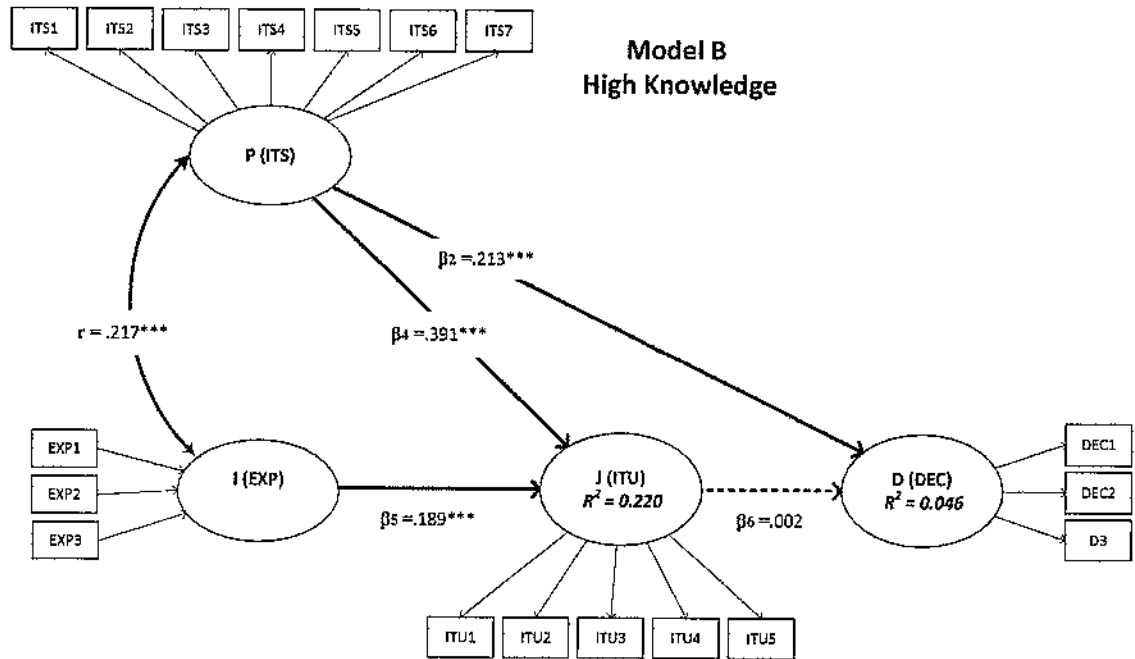 ITS1 ITS2 ITS3 ITS4 ITS5 ITS6 ITS7
Model B
High Knowledge
P (ITS)
β2 =.213***
r = .217***
β4=.391***
EXP1
EXP2
EXP3
I (EXP)
J (ITU)
R² = 0.220
D (DEC)
R² = 0.046
DEC1
DEC2
D3
β5=.189***
β6=.002
ITU1 ITU2 ITU3 ITU4 ITU5